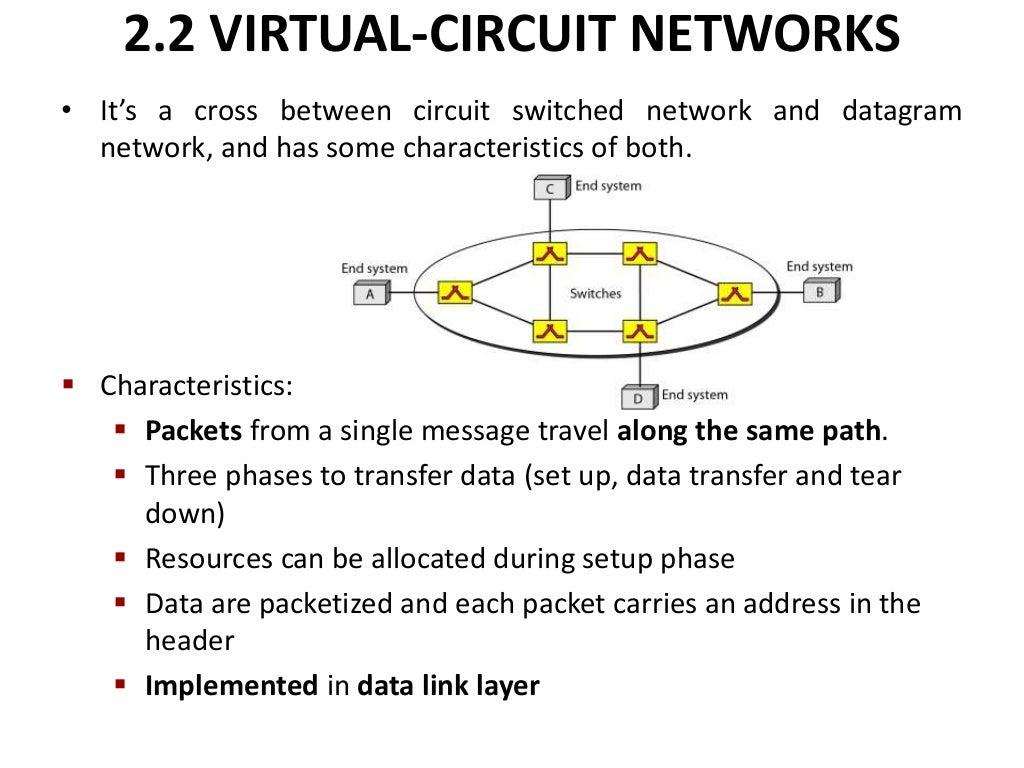 2.2 VIRTUAL-CIRCUIT NETWORKS
• It's a cross between circuit switched network and datagram
network, and has some characteristics of both.
C End system
End system
A
Switches
End system
B
D End system
▪ Characteristics:
▪ Packets from a single message travel along the same path.
▪ Three phases to transfer data (set up, data transfer and tear
down)
▪ Resources can be allocated during setup phase
▪ Data are packetized and each packet carries an address in the
header
▪ Implemented in data link layer